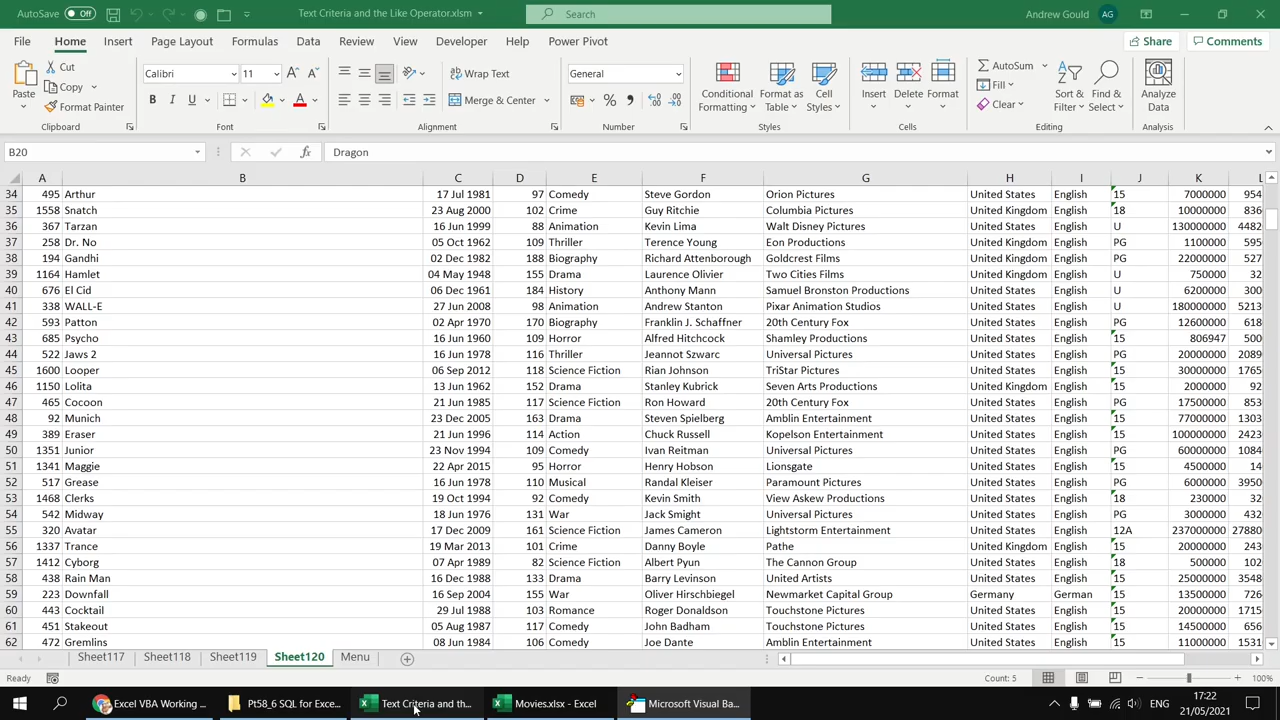 AutoSave Off Text Criteria and the Like Operator.xlsm Search Andrew Gould AG
File Home Insert Page Layout Formulas Data Review View Developer Help Power Pivot Share Comments
Paste Cut Copy Format Painter Clipboard
Calibri 11 B I U A Font
Wrap Text Merge & Center Alignment
General % Number
Conditional Formatting Format as Table Cell Styles Styles
Insert Delete Format Cells
AutoSum Fill Clear Sort & Filter Find & Select Editing
Analyze Data Analysis
B20 fx Dragon
A B C D E F G H I J K L
34 495 Arthur 17 Jul 1981 97 Comedy Steve Gordon Orion Pictures United States English 15 7000000 954
35 1558 Snatch 23 Aug 2000 102 Crime Guy Ritchie Columbia Pictures United Kingdom English 18 10000000 836
36 367 Tarzan 16 Jun 1999 88 Animation Kevin Lima Walt Disney Pictures United States English U 130000000 4482
37 258 Dr. No 05 Oct 1962 109 Thriller Terence Young Eon Productions United Kingdom English PG 1100000 595
38 194 Gandhi 02 Dec 1982 188 Biography Richard Attenborough Goldcrest Films United Kingdom English PG 22000000 527
39 1164 Hamlet 04 May 1948 155 Drama Laurence Olivier Two Cities Films United Kingdom English U 750000 32
40 676 El Cid 06 Dec 1961 184 History Anthony Mann Samuel Bronston Productions United States English U 6200000 300
41 338 WALL-E 27 Jun 2008 98 Animation Andrew Stanton Pixar Animation Studios United States English U 180000000 5213
42 593 Patton 02 Apr 1970 170 Biography Franklin J. Schaffner 20th Century Fox United States English PG 12600000 618
43 685 Psycho 16 Jun 1960 109 Horror Alfred Hitchcock Shamley Productions United States English 15 806947 500
44 522 Jaws 2 16 Jun 1978 116 Thriller Jeannot Szwarc Universal Pictures United States English PG 20000000 2089
45 1600 Looper 06 Sep 2012 118 Science Fiction Rian Johnson TriStar Pictures United States English 15 30000000 1765
46 1150 Lolita 13 Jun 1962 152 Drama Stanley Kubrick Seven Arts Productions United Kingdom English 15 2000000 92
47 465 Cocoon 21 Jun 1985 117 Science Fiction Ron Howard 20th Century Fox United States English PG 17500000 853
48 92 Munich 23 Dec 2005 163 Drama Steven Spielberg Amblin Entertainment United States English 15 77000000 1303
49 389 Eraser 21 Jun 1996 114 Action Chuck Russell Kopelson Entertainment United States English 15 100000000 2423
50 1351 Junior 23 Nov 1994 109 Comedy Ivan Reitman Universal Pictures United States English PG 60000000 1084
51 1341 Maggie 22 Apr 2015 95 Horror Henry Hobson Lionsgate United States English 15 4500000 14
52 517 Grease 16 Jun 1978 110 Musical Randal Kleiser Paramount Pictures United States English PG 6000000 3950
53 1468 Clerks 19 Oct 1994 92 Comedy Kevin Smith View Askew Productions United States English 18 230000 32
54 542 Midway 18 Jun 1976 131 War Jack Smight Universal Pictures United States English PG 3000000 432
55 320 Avatar 17 Dec 2009 161 Science Fiction James Cameron Lightstorm Entertainment United States English 12A 237000000 27880
56 1337 Trance 19 Mar 2013 101 Crime Danny Boyle Pathe United Kingdom English 15 20000000 243
57 1412 Cyborg 07 Apr 1989 82 Science Fiction Albert Pyun The Cannon Group United States English 18 500000 102
58 438 Rain Man 16 Dec 1988 133 Drama Barry Levinson United Artists United States English 15 25000000 3548
59 223 Downfall 16 Sep 2004 155 War Oliver Hirschbiegel Newmarket Capital Group Germany German 15 13500000 726
60 443 Cocktail 29 Jul 1988 103 Romance Roger Donaldson Touchstone Pictures United States English 15 20000000 1715
61 451 Stakeout 05 Aug 1987 117 Comedy John Badham Touchstone Pictures United States English 15 14500000 656
62 472 Gremlins 08 Jun 1984 106 Comedy Joe Dante Amblin Entertainment United States English 15 11000000 1531
Sheet117 Sheet118 Sheet119 Sheet120 Menu
Ready Count: 5 100%
Excel VBA Working ... Pt58_6 SQL for Exce... Text Criteria and th... Movies.xlsx - Excel Microsoft Visual Ba... 17:22
21/05/2021